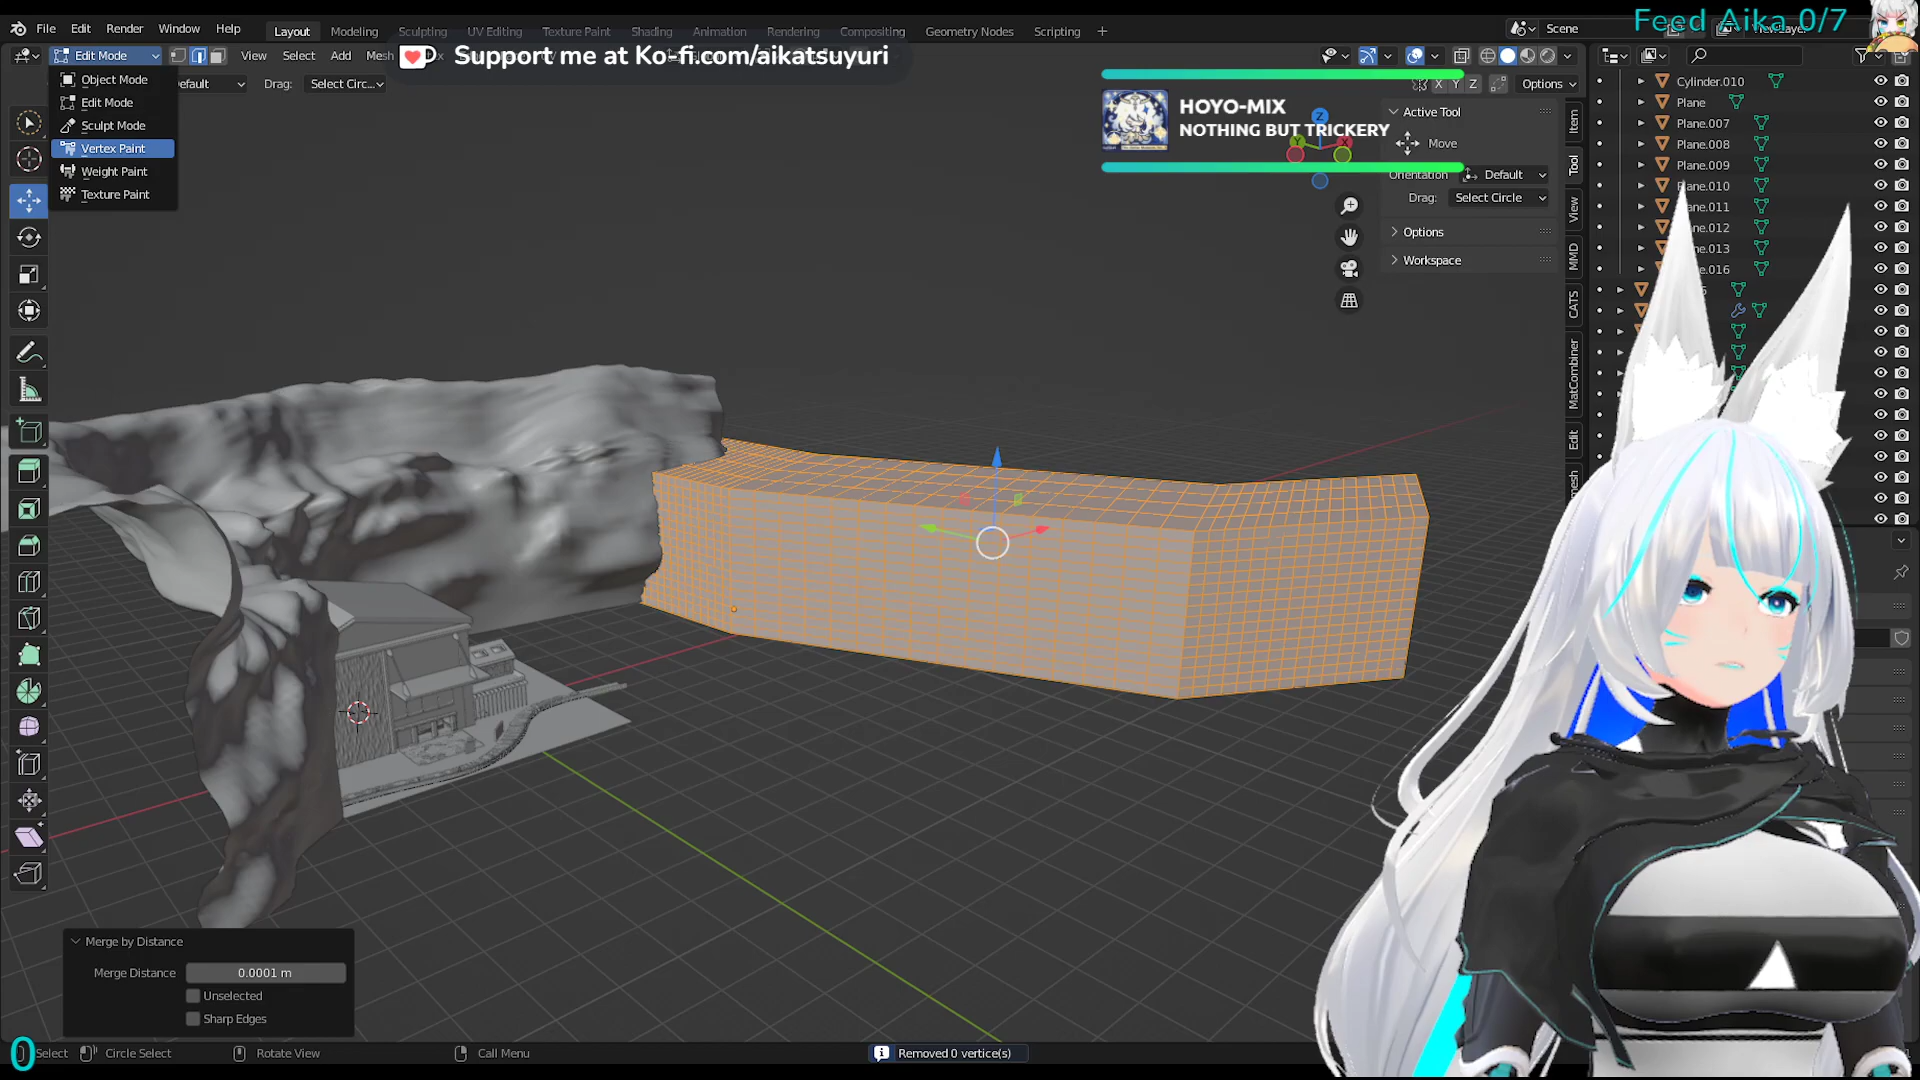 File Edit Render Window Help Layout Modeling Sculpting UV Editing Texture Paint Shading Animation Rendering Compositing Geometry Nodes Scripting + Scene
Feed Aika 0/7
Edit Mode View Select Add Mesh
Support me at Ko-fi.com/aikatsuyuri
Object Mode
Edit Mode
Sculpt Mode
Vertex Paint
Weight Paint
Texture Paint
Drag: Select Circ...
X Y Z Options
HOYO-MIX
NOTHING BUT TRICKERY
Active Tool
Move
Orientation Default
Drag: Select Circle
Options
Workspace
Item
Tool
View
MMD
CATS
MatCombiner
Edit
Z
Y
X
Cylinder.010
Plane
Plane.007
Plane.008
Plane.009
Plane.010
Merge by Distance
Merge Distance 0.0001 m
Unselected
Sharp Edges
0
Select Circle Select Rotate View Call Menu
Removed 0 vertice(s)